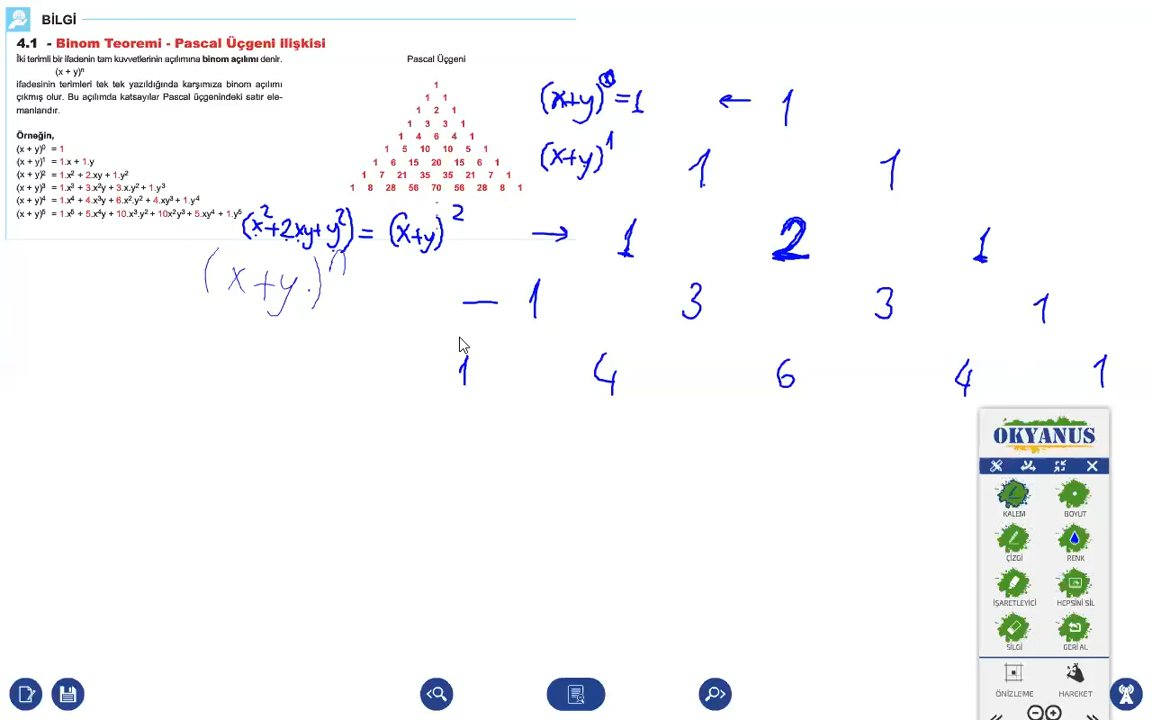 BİLGİ
4.1 - Binom Teoremi - Pascal Üçgeni ilişkisi
İki terimli bir ifadenin tam kuvvetlerinin açılımına binom açılımı denir.
(x + y)ⁿ
ifadesinin terimleri tek tek yazıldığında karşımıza binom açılımı
çıkmış olur. Bu açılımda katsayılar Pascal üçgenindeki satır ele-
manlarıdır.
Örneğin,
(x + y)⁰ = 1
(x + y)¹ = 1.x + 1.y
(x + y)² = 1.x² + 2.xy + 1.y²
(x + y)³ = 1.x³ + 3.x²y + 3.x.y² + 1.y³
(x + y)⁴ = 1.x⁴ + 4.x³y + 6.x².y² + 4.xy³ + 1.y⁴
(x + y)⁵ = 1.x⁵ + 5.x⁴y + 10.x³.y² + 10x²y³ + 5.xy⁴ + 1.y⁵
Pascal Üçgeni
1
1 1
1 2 1
1 3 3 1
1 4 6 4 1
1 5 10 10 5 1
1 6 15 20 15 6 1
1 7 21 35 35 21 7 1
1 8 28 56 70 56 28 8 1
(x+y) = 1 ← 1
(x+y)¹ 1 1
(x²+2xy+y²) = (x+y)² → 1 2 1
(x+y)ⁿ
— 1 3 3 1
1 4 6 4 1
OKYANUS
KALEM BOYUT
ÇİZGİ RENK
İŞARETLEYİCİ HEPSİNİ SİL
SİLGİ GERİ AL
ÖNİZLEME HAREKET